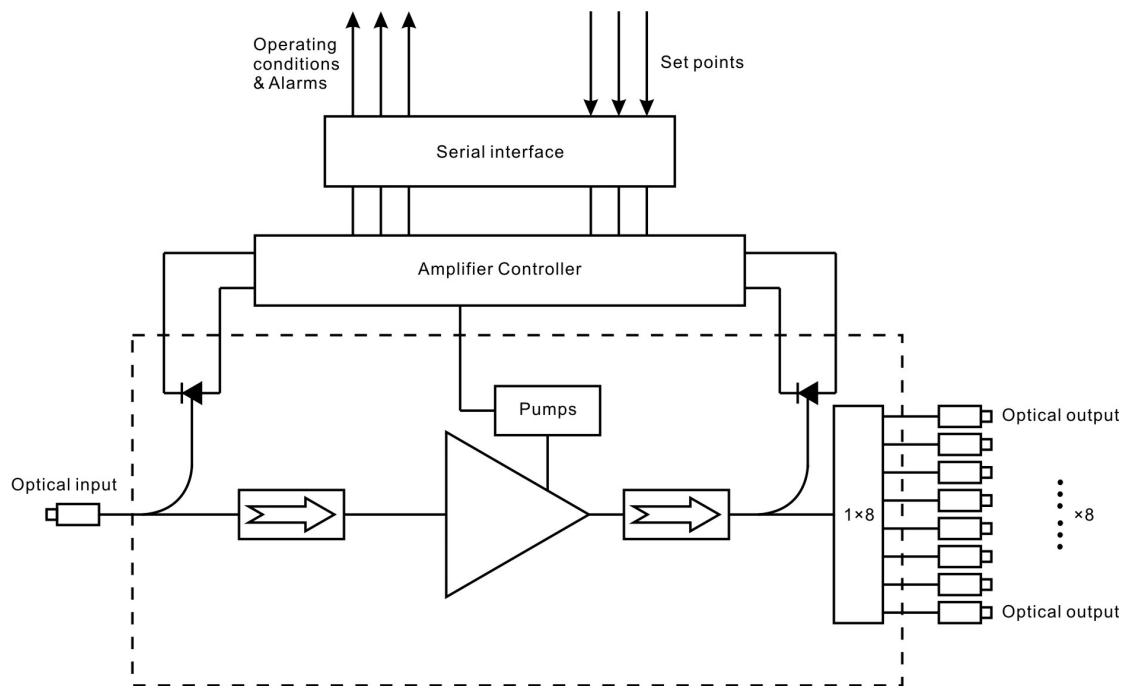 Operating
conditions
& Alarms
Set points
Serial interface
Amplifier Controller
Pumps
Optical input
1×8
Optical output
×8
Optical output